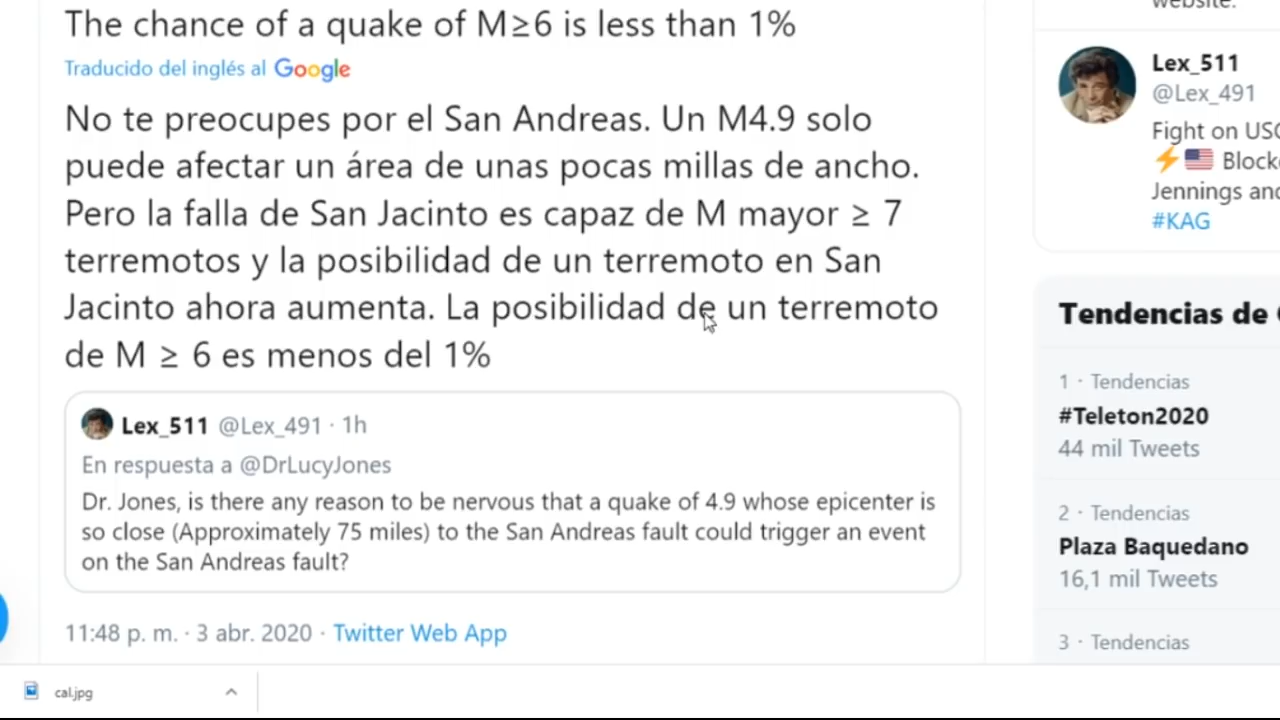 The chance of a quake of M≥6 is less than 1%
Traducido del inglés al Google
No te preocupes por el San Andreas. Un M4.9 solo
puede afectar un área de unas pocas millas de ancho.
Pero la falla de San Jacinto es capaz de M mayor ≥ 7
terremotos y la posibilidad de un terremoto en San
Jacinto ahora aumenta. La posibilidad de un terremoto
de M ≥ 6 es menos del 1%
Lex_511 @Lex_491 · 1h
En respuesta a @DrLucyJones
Dr. Jones, is there any reason to be nervous that a quake of 4.9 whose epicenter is
so close (Approximately 75 miles) to the San Andreas fault could trigger an event
on the San Andreas fault?
11:48 p. m. · 3 abr. 2020 · Twitter Web App
website.
Lex_511
@Lex_491
Fight on USC
Block
Jennings and
#KAG
Tendencias de
1 · Tendencias
#Teleton2020
44 mil Tweets
2 · Tendencias
Plaza Baquedano
16,1 mil Tweets
3 · Tendencias
cal.jpg